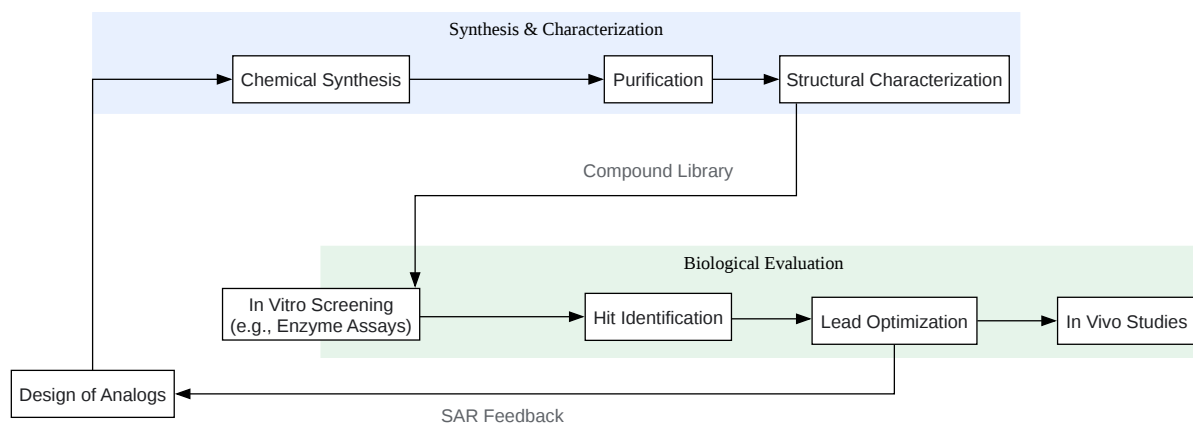 Synthesis & Characterization
Chemical Synthesis
Purification
Structural Characterization
Compound Library
Biological Evaluation
In Vitro Screening
(e.g., Enzyme Assays)
Hit Identification
Lead Optimization
In Vivo Studies
Design of Analogs
SAR Feedback